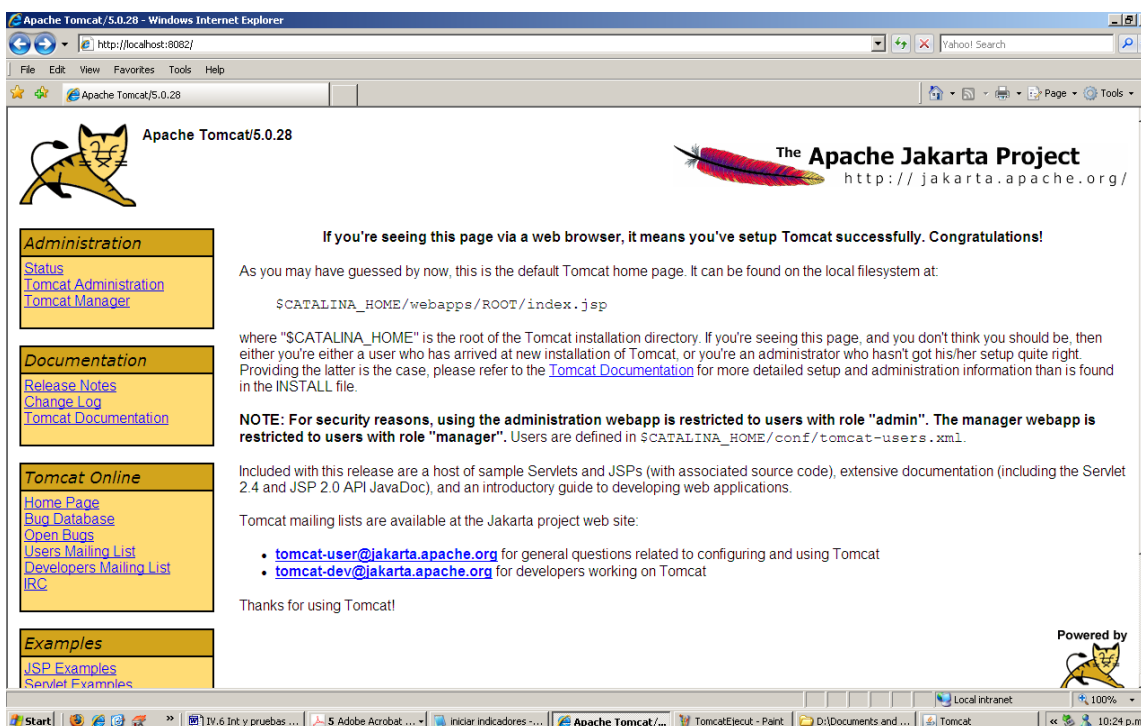 Apache Tomcat/5.0.28 - Windows Internet Explorer
http://localhost:8082/
Yahoo! Search
File Edit View Favorites Tools Help
Apache Tomcat/5.0.28
Page Tools
Apache Tomcat/5.0.28
The Apache Jakarta Project
http://jakarta.apache.org/
Administration
Status
Tomcat Administration
Tomcat Manager
Documentation
Release Notes
Change Log
Tomcat Documentation
Tomcat Online
Home Page
Bug Database
Open Bugs
Users Mailing List
Developers Mailing List
IRC
Examples
JSP Examples
Servlet Examples
If you're seeing this page via a web browser, it means you've setup Tomcat successfully. Congratulations!
As you may have guessed by now, this is the default Tomcat home page. It can be found on the local filesystem at:
$CATALINA_HOME/webapps/ROOT/index.jsp
where "$CATALINA_HOME" is the root of the Tomcat installation directory. If you're seeing this page, and you don't think you should be, then
either you're either a user who has arrived at new installation of Tomcat, or you're an administrator who hasn't got his/her setup quite right.
Providing the latter is the case, please refer to the Tomcat Documentation for more detailed setup and administration information than is found
in the INSTALL file.
NOTE: For security reasons, using the administration webapp is restricted to users with role "admin". The manager webapp is
restricted to users with role "manager". Users are defined in $CATALINA_HOME/conf/tomcat-users.xml.
Included with this release are a host of sample Servlets and JSPs (with associated source code), extensive documentation (including the Servlet
2.4 and JSP 2.0 API JavaDoc), and an introductory guide to developing web applications.
Tomcat mailing lists are available at the Jakarta project web site:
• tomcat-user@jakarta.apache.org for general questions related to configuring and using Tomcat
• tomcat-dev@jakarta.apache.org for developers working on Tomcat
Thanks for using Tomcat!
Powered by
Local intranet 100%
Start » IV.6 Int y pruebas ... 5 Adobe Acrobat ... iniciar indicadores -... Apache Tomcat/... TomcatEjecut - Paint D:\Documents and ... Tomcat « 10:24 p.m.